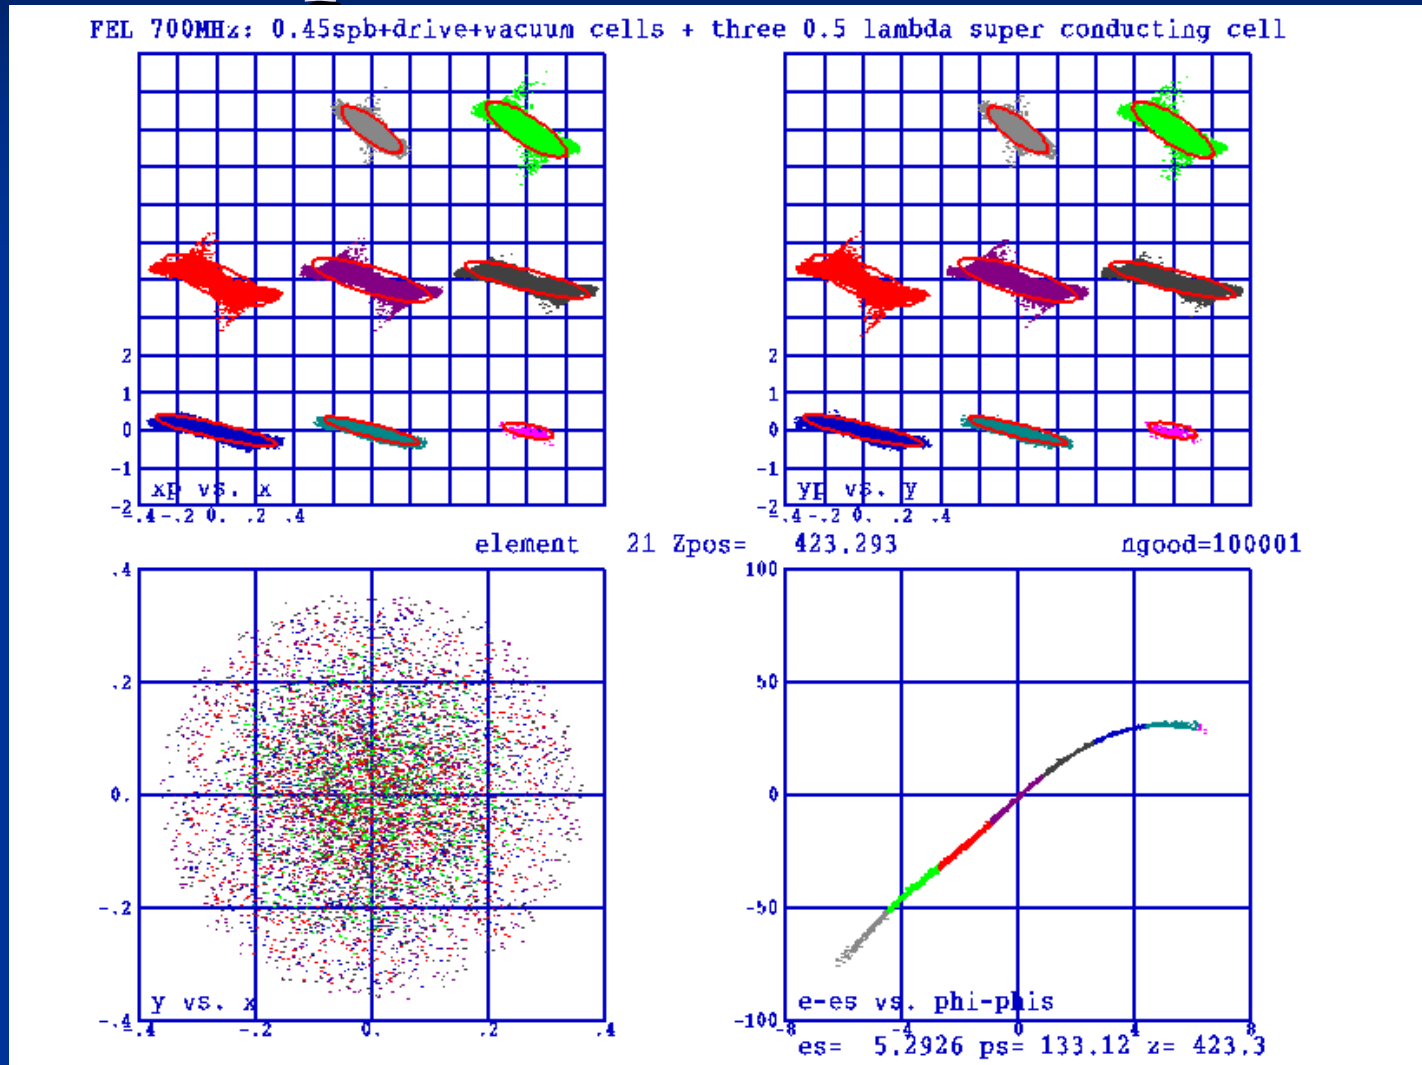 FEL 700MHz: 0.45spb+drive+vacuum cells + three 0.5 lambda super conducting cell
2
1
0
-1
-2
xp vs. x
-.4 -.2 0. .2 .4
2
1
0
-1
-2
yp vs. y
-.4 -.2 0. .2 .4
element 21 Zpos= 423.293 ngood=100001
.4
.2
0.
-.2
-.4
y vs. x
-.4 -.2 0. .2 .4
100
50
0
-50
-100
e-es vs. phi-phis
-8 -4 0 4 8
es= 5.2926 ps= 133.12 z= 423.3